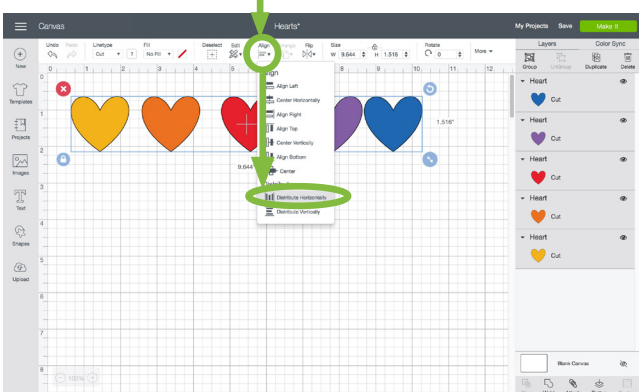 Canvas Hearts* My Projects Save Make It
Undo Redo Linetype Fill Deselect Edit Align Arrange Flip Size Rotate
Cut No Fill W 9.644 H 1.516 0 More
Layers Color Sync
Group Ungroup Duplicate Delete
New
Templates
Projects
Images
Text
Shapes
Upload
0 1 2 3 4 5 8 9 10 11 12
0
1
2
3
4
5
6
7
8
Align
Align Left
Center Horizontally
Align Right
Align Top
Center Vertically
Align Bottom
Center
Distribute Horizontally
Distribute Vertically
1.516"
9.644"
100%
Heart
Cut
Heart
Cut
Heart
Cut
Heart
Cut
Heart
Cut
Blank Canvas